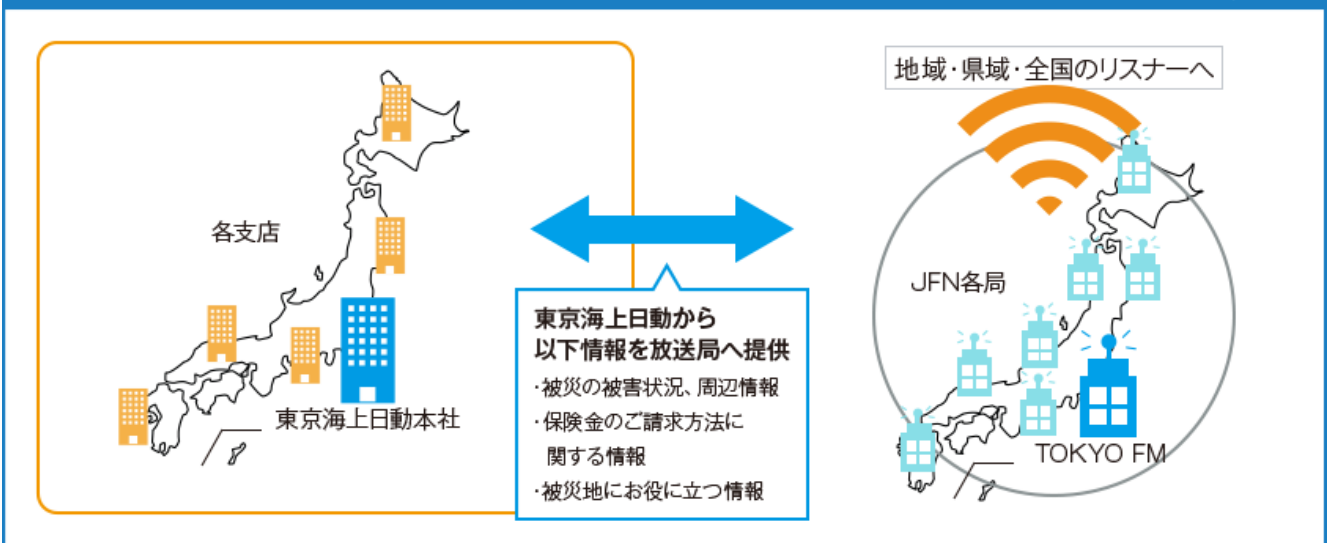 各支店
東京海上日動本社
東京海上日動から
以下情報を放送局へ提供
・被災の被害状況、周辺情報
・保険金のご請求方法に
関する情報
・被災地にお役に立つ情報
地域・県域・全国のリスナーへ
JFN各局
TOKYO FM